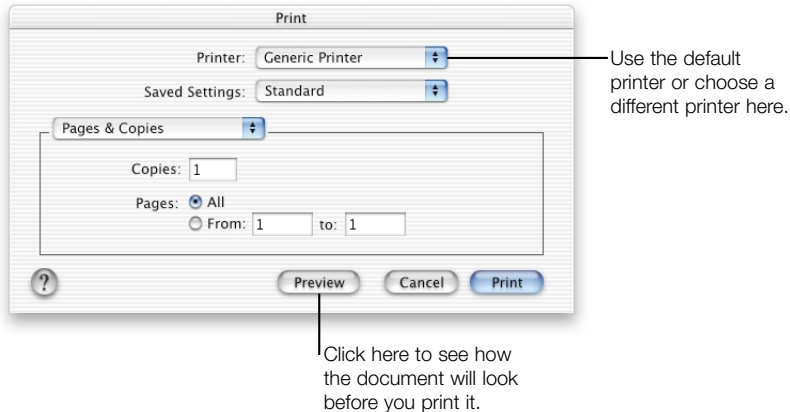 Print
Printer: Generic Printer
Use the default
printer or choose a
different printer here.
Saved Settings: Standard
Pages & Copies
Copies: 1
Pages: All
From: 1 to: 1
?
Preview Cancel Print
Click here to see how
the document will look
before you print it.